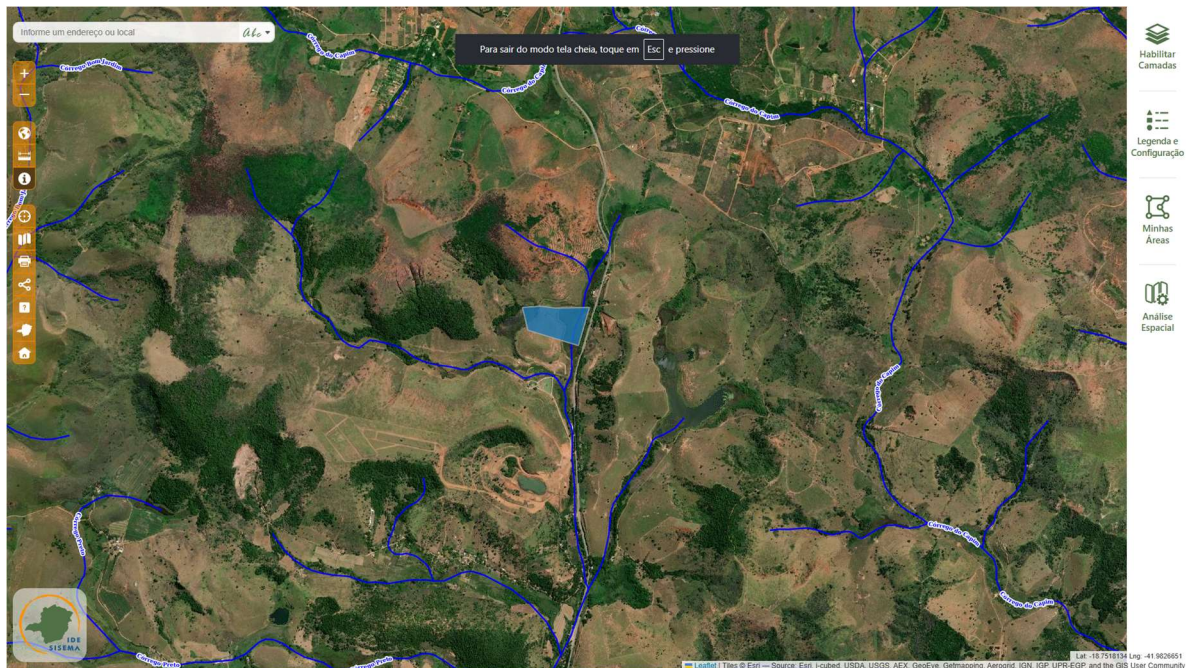 Informe um endereço ou local
Abc
Para sair do modo tela cheia, toque em Esc e pressione
Habilitar
Camadas
Legenda e
Configuração
Minhas
Áreas
Análise
Espacial
+
−
i
?
Córrego do Capim
Córrego Bom Jardim
Córrego do Capim
Córrego do Capim
Córrego do Capim
Córrego Preto
Córrego do Capim
Córrego do Capim
Córrego Preto
Córrego Preto
IDE
SISEMA
Lat: -18.7518134 Lng: -41.9826651
Leaflet | Tiles © Esri — Source: Esri, i-cubed, USDA, USGS, AEX, GeoEye, Getmapping, Aerogrid, IGN, IGP, UPR-EGP, and the GIS User Community